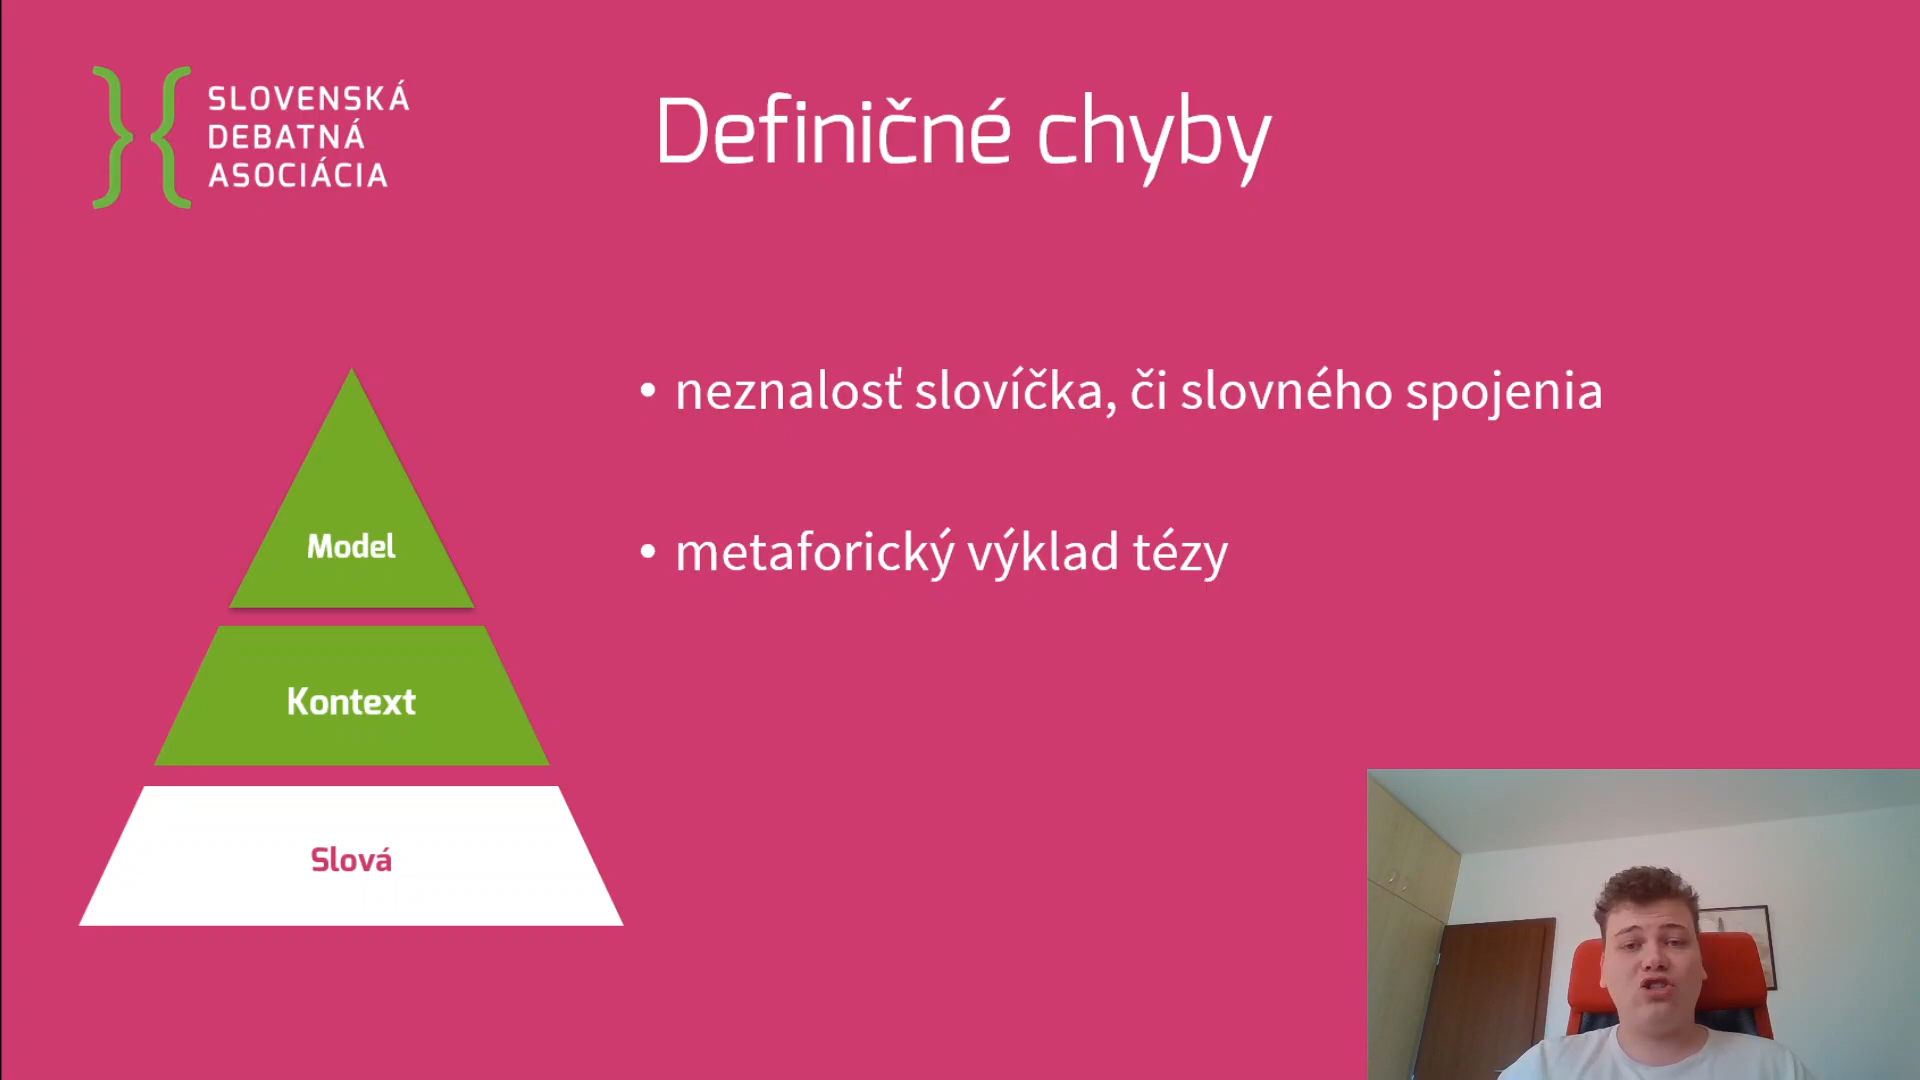 SLOVENSKÁ
DEBATNÁ
ASOCIÁCIA
Definičné chyby
• neznalosť slovíčka, či slovného spojenia
• metaforický výklad tézy
Model
Kontext
Slová